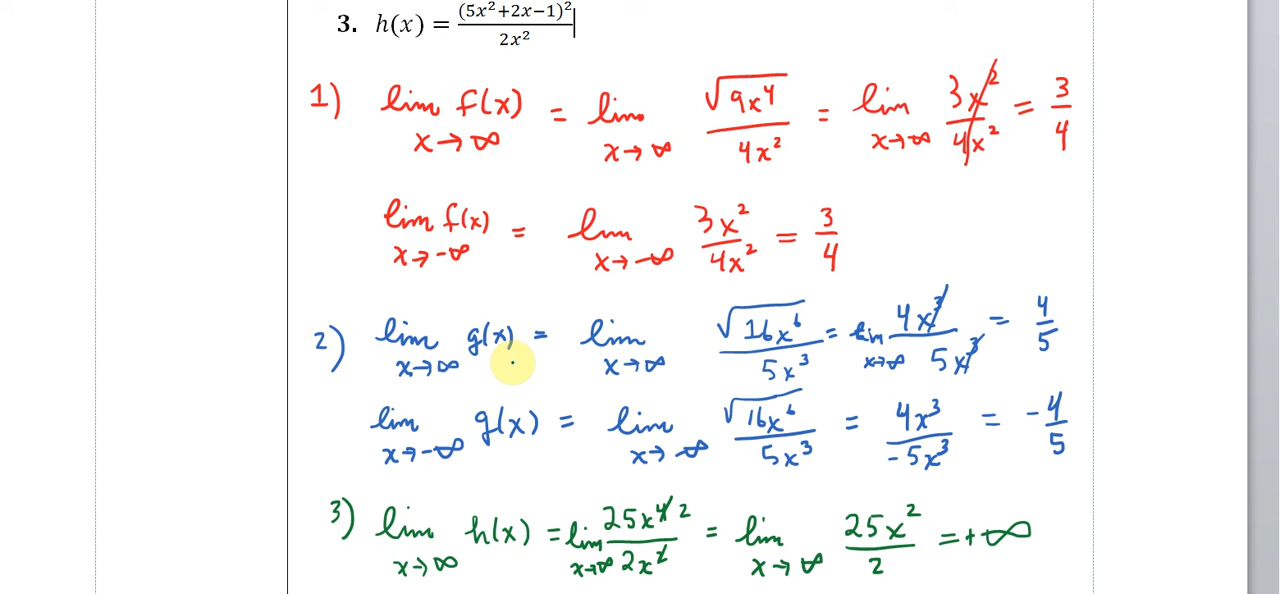 3. h(x) = (5x²+2x−1)² / 2x²
1) lim x→∞ f(x) = lim x→∞ √(9x⁴) / 4x² = lim x→∞ 3x² / 4x² = 3/4
lim x→-∞ f(x) = lim x→-∞ 3x² / 4x² = 3/4
2) lim x→∞ g(x) = lim x→∞ √(16x⁶) / 5x³ = lim x→∞ 4x³ / 5x³ = 4/5
lim x→-∞ g(x) = lim x→-∞ √(16x⁶) / 5x³ = 4x³ / -5x³ = -4/5
3) lim x→∞ h(x) = lim x→∞ 25x⁴ ² / 2x² = lim x→∞ 25x² / 2 = +∞